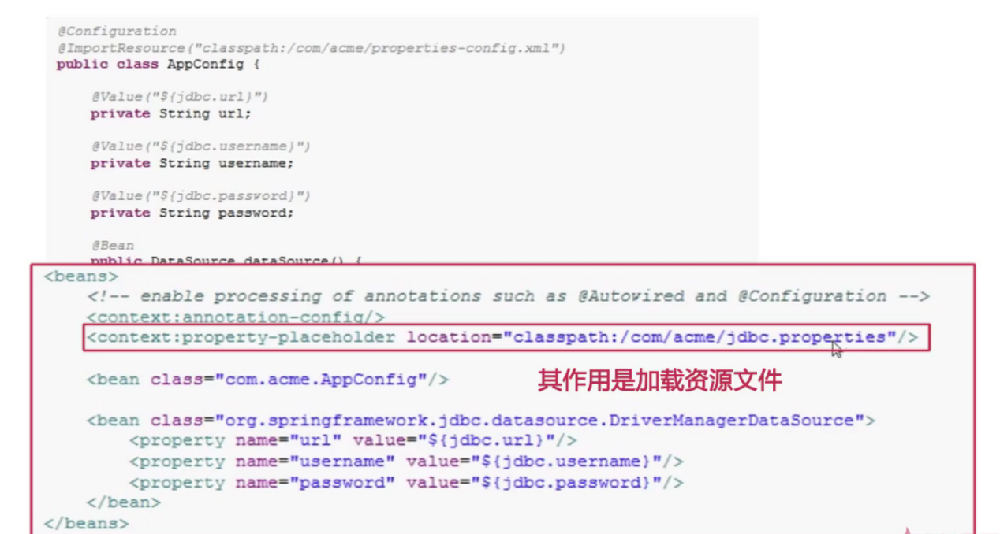 @Configuration
@ImportResource("classpath:/com/acme/properties-config.xml")
public class AppConfig {
@Value("${jdbc.url}")
private String url;
@Value("${jdbc.username}")
private String username;
@Value("${jdbc.password}")
private String password;
@Bean
public DataSource dataSource() {
<beans>
<!-- enable processing of annotations such as @Autowired and @Configuration -->
<context:annotation-config/>
<context:property-placeholder location="classpath:/com/acme/jdbc.properties"/>
<bean class="com.acme.AppConfig"/>
其作用是加载资源文件
<bean class="org.springframework.jdbc.datasource.DriverManagerDataSource">
<property name="url" value="${jdbc.url}"/>
<property name="username" value="${jdbc.username}"/>
<property name="password" value="${jdbc.password}"/>
</bean>
</beans>